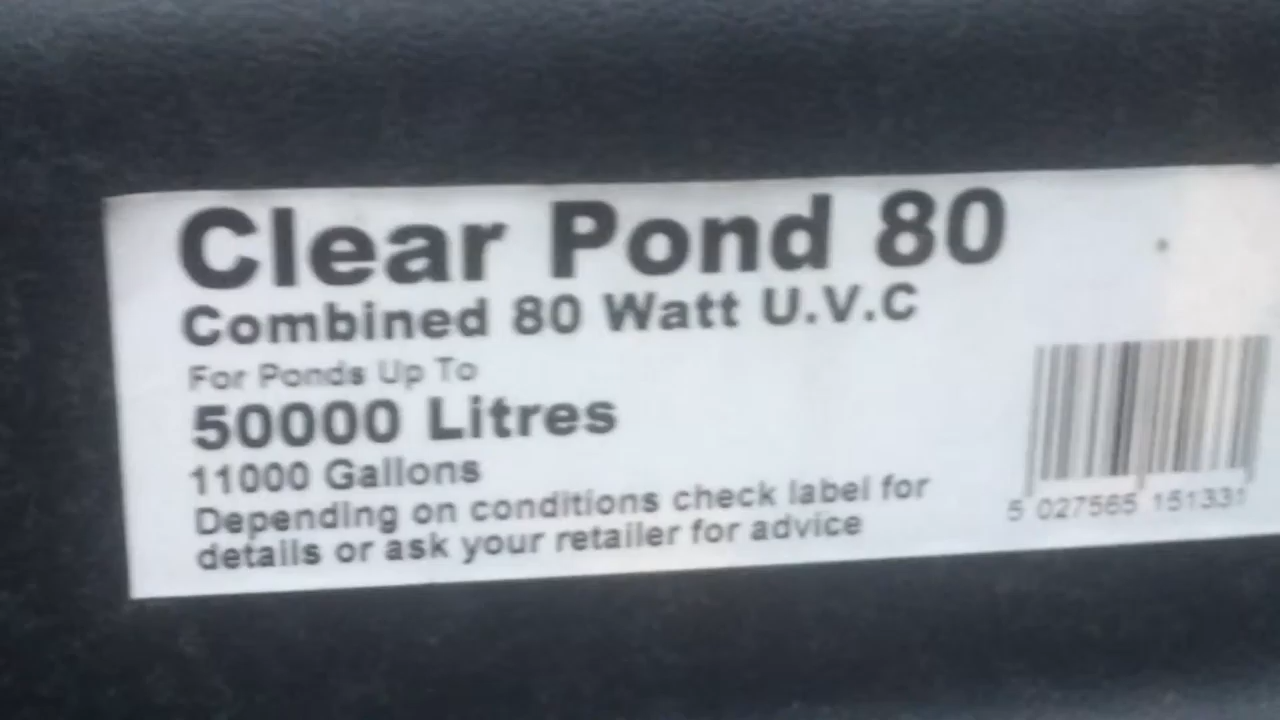 Clear Pond 80
Combined 80 Watt U.V.C
For Ponds Up To
50000 Litres
11000 Gallons
Depending on conditions check label for
details or ask your retailer for advice
5 027565 151331